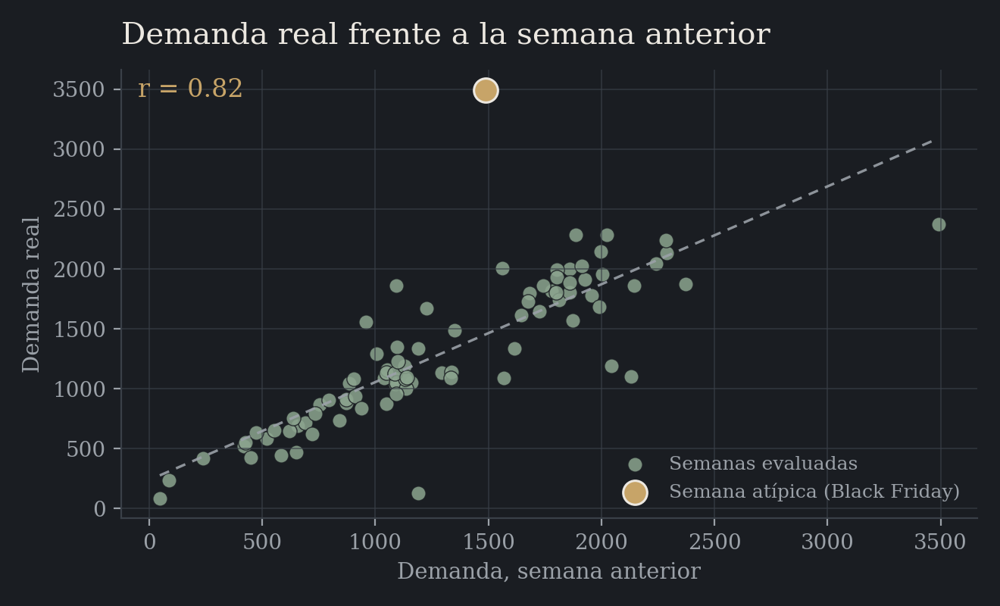 Demanda real frente a la semana anterior
r = 0.82
Demanda real
3500
3000
2500
2000
1500
1000
500
0
0 500 1000 1500 2000 2500 3000 3500
Demanda, semana anterior
Semanas evaluadas
Semana atípica (Black Friday)